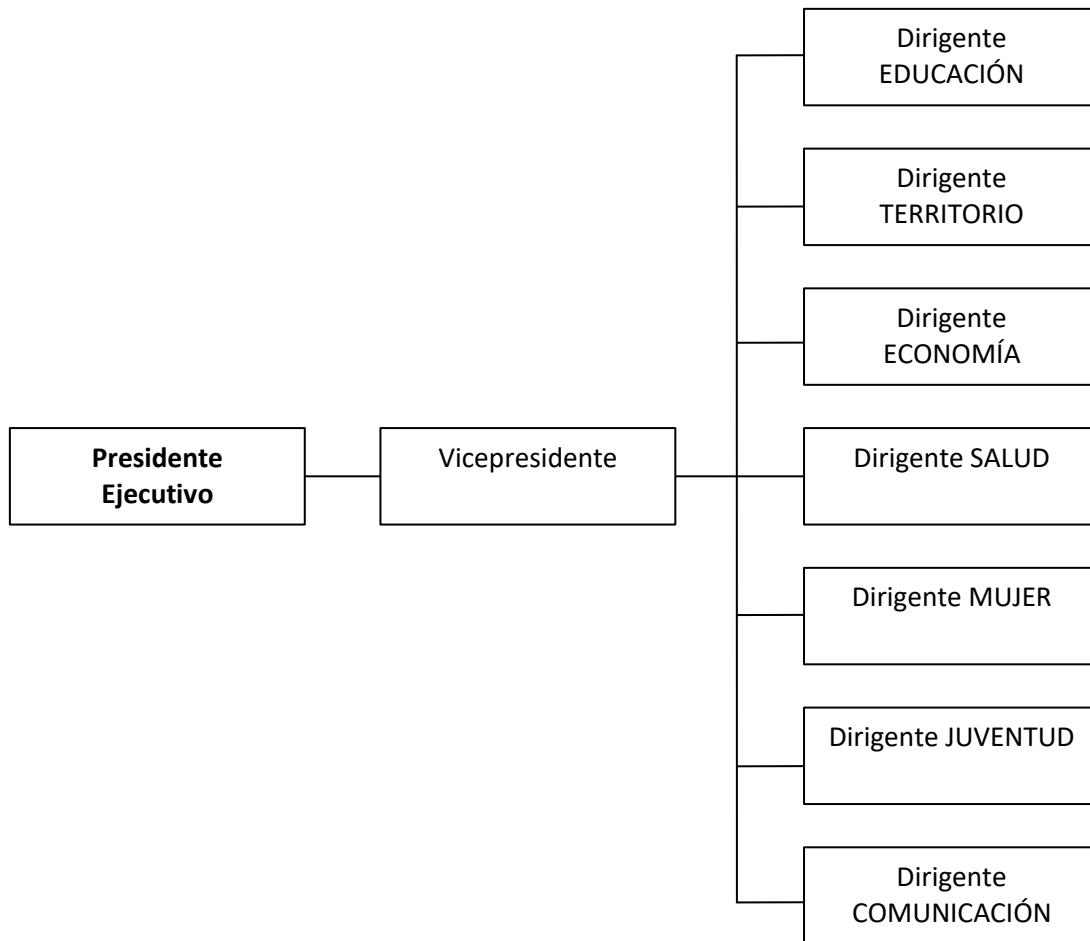 Dirigente
EDUCACIÓN
Dirigente
TERRITORIO
Dirigente
ECONOMÍA
Presidente
Ejecutivo
Vicepresidente
Dirigente SALUD
Dirigente MUJER
Dirigente JUVENTUD
Dirigente
COMUNICACIÓN